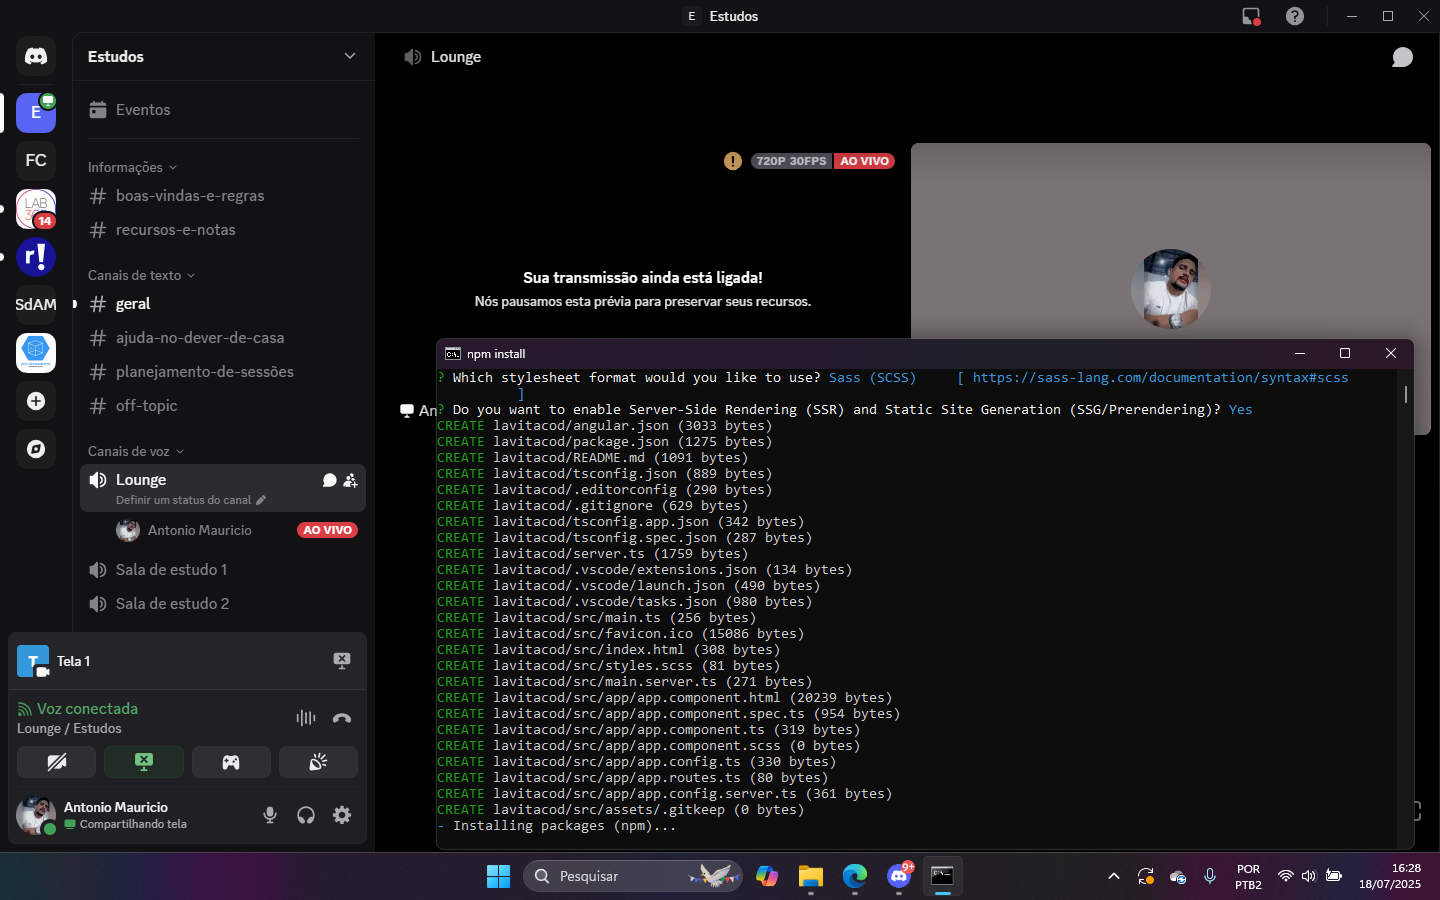 E Estudos
Estudos
Lounge
Eventos
E
FC
LAB
14
r!
SdAM
Informações
boas-vindas-e-regras
recursos-e-notas
Canais de texto
geral
ajuda-no-dever-de-casa
planejamento-de-sessões
off-topic
Canais de voz
Lounge
Definir um status do canal
Antonio Mauricio AO VIVO
Sala de estudo 1
Sala de estudo 2
T Tela 1
Voz conectada
Lounge / Estudos
Antonio Mauricio
Compartilhando tela
720P 30FPS AO VIVO
Sua transmissão ainda está ligada!
Nós pausamos esta prévia para preservar seus recursos.
An
npm install
? Which stylesheet format would you like to use? Sass (SCSS) [ https://sass-lang.com/documentation/syntax#scss
]
? Do you want to enable Server-Side Rendering (SSR) and Static Site Generation (SSG/Prerendering)? Yes
CREATE lavitacod/angular.json (3033 bytes)
CREATE lavitacod/package.json (1275 bytes)
CREATE lavitacod/README.md (1091 bytes)
CREATE lavitacod/tsconfig.json (889 bytes)
CREATE lavitacod/.editorconfig (290 bytes)
CREATE lavitacod/.gitignore (629 bytes)
CREATE lavitacod/tsconfig.app.json (342 bytes)
CREATE lavitacod/tsconfig.spec.json (287 bytes)
CREATE lavitacod/server.ts (1759 bytes)
CREATE lavitacod/.vscode/extensions.json (134 bytes)
CREATE lavitacod/.vscode/launch.json (490 bytes)
CREATE lavitacod/.vscode/tasks.json (980 bytes)
CREATE lavitacod/src/main.ts (256 bytes)
CREATE lavitacod/src/favicon.ico (15086 bytes)
CREATE lavitacod/src/index.html (308 bytes)
CREATE lavitacod/src/styles.scss (81 bytes)
CREATE lavitacod/src/main.server.ts (271 bytes)
CREATE lavitacod/src/app/app.component.html (20239 bytes)
CREATE lavitacod/src/app/app.component.spec.ts (954 bytes)
CREATE lavitacod/src/app/app.component.ts (319 bytes)
CREATE lavitacod/src/app/app.component.scss (0 bytes)
CREATE lavitacod/src/app/app.config.ts (330 bytes)
CREATE lavitacod/src/app/app.routes.ts (80 bytes)
CREATE lavitacod/src/app/app.config.server.ts (361 bytes)
CREATE lavitacod/src/assets/.gitkeep (0 bytes)
- Installing packages (npm)...
Pesquisar
9+
POR
PTB2
16:28
18/07/2025